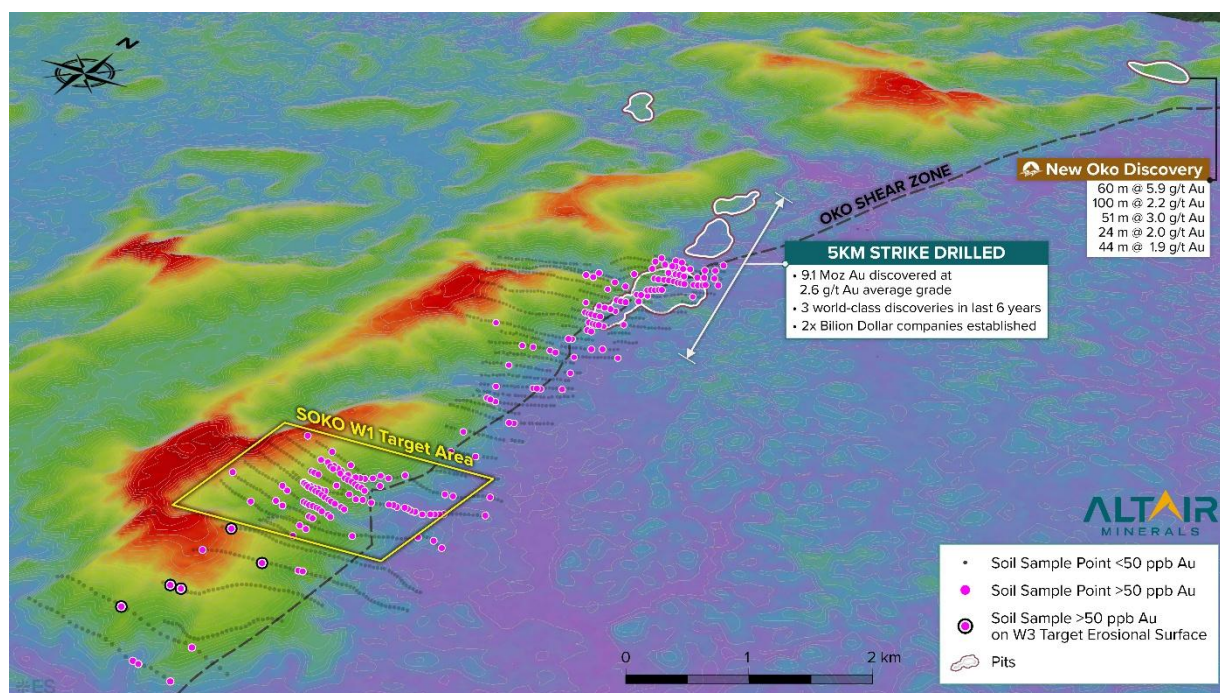 N
New Oko Discovery
60 m @ 5.9 g/t Au
100 m @ 2.2 g/t Au
51 m @ 3.0 g/t Au
24 m @ 2.0 g/t Au
44 m @ 1.9 g/t Au
OKO SHEAR ZONE
5KM STRIKE DRILLED
• 9.1 Moz Au discovered at
2.6 g/t Au average grade
• 3 world-class discoveries in last 6 years
• 2x Bilion Dollar companies established
SOKO W1 Target Area
ALTAIR
MINERALS
Soil Sample Point <50 ppb Au
Soil Sample Point >50 ppb Au
Soil Sample >50 ppb Au
on W3 Target Erosional Surface
Pits
0 1 2 km